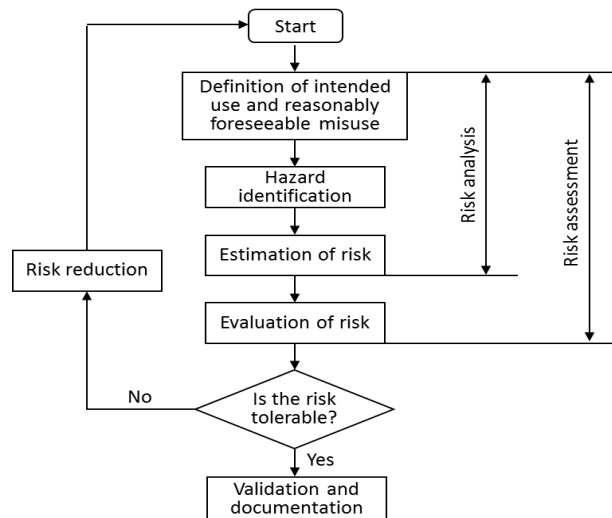 Start
Definition of intended
use and reasonably
foreseeable misuse
Hazard
identification
Risk analysis
Risk assessment
Estimation of risk
Risk reduction
Evaluation of risk
No
Is the risk
tolerable?
Yes
Validation and
documentation